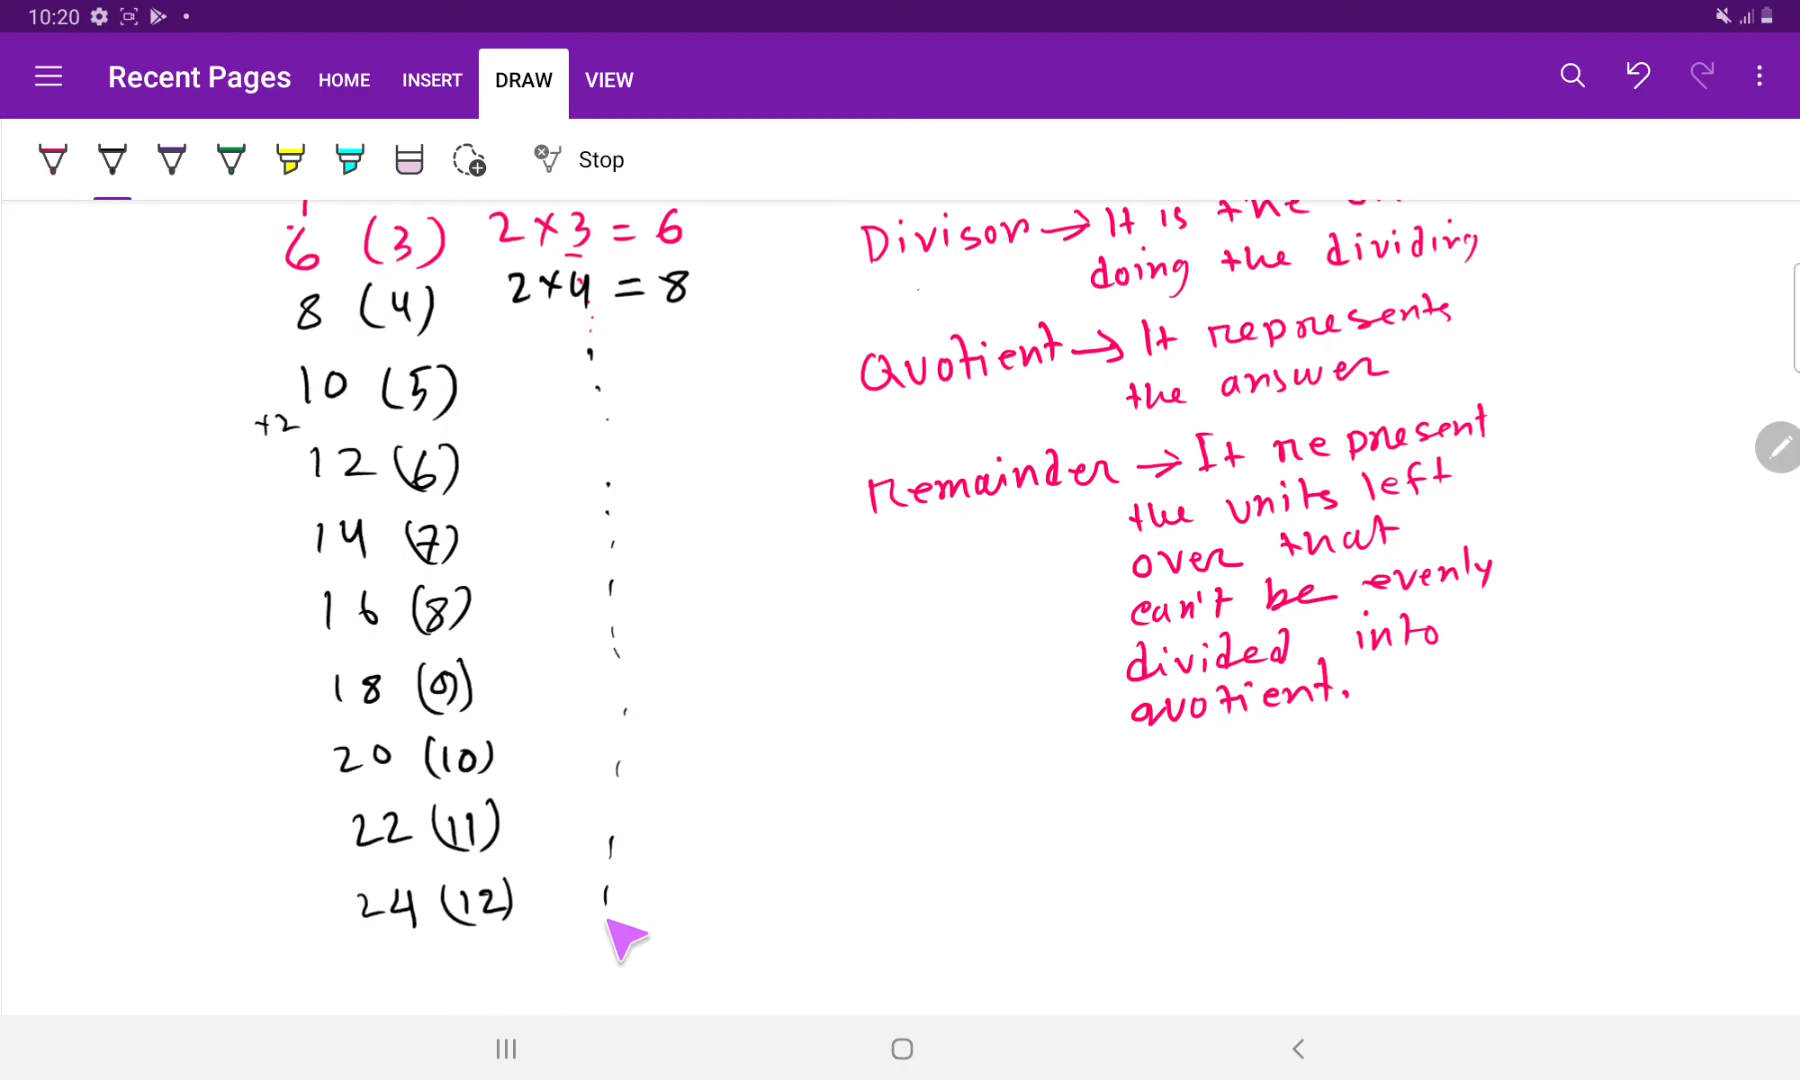 10:20
Recent Pages HOME INSERT DRAW VIEW
Stop
6 (3) 2 × 3 = 6
8 (4) 2 × 4 = 8
10 (5)
+2
12 (6)
14 (7)
16 (8)
18 (9)
20 (10)
22 (11)
24 (12)
Divisor → It is the
doing the dividing
Quotient → It represents
the answer
Remainder → It represent
the units left
over that
can't be evenly
divided into
quotient.